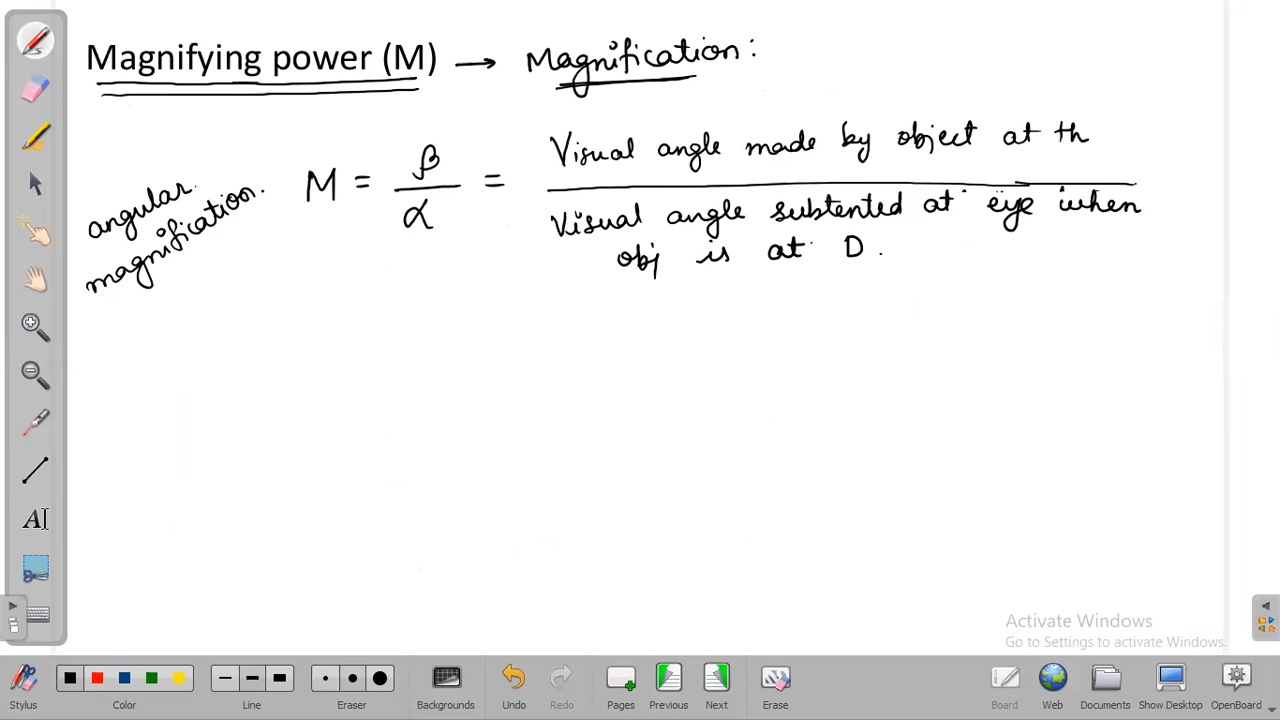 Magnifying power (M) → Magnification:
angular magnification.
M = β / α = Visual angle made by object at th
Visual angle subtented at eye when
obj is at D.
Activate Windows
Go to Settings to activate Windows.
Stylus Color Line Eraser Backgrounds Undo Redo Pages Previous Next Erase Board Web Documents Show Desktop OpenBoard